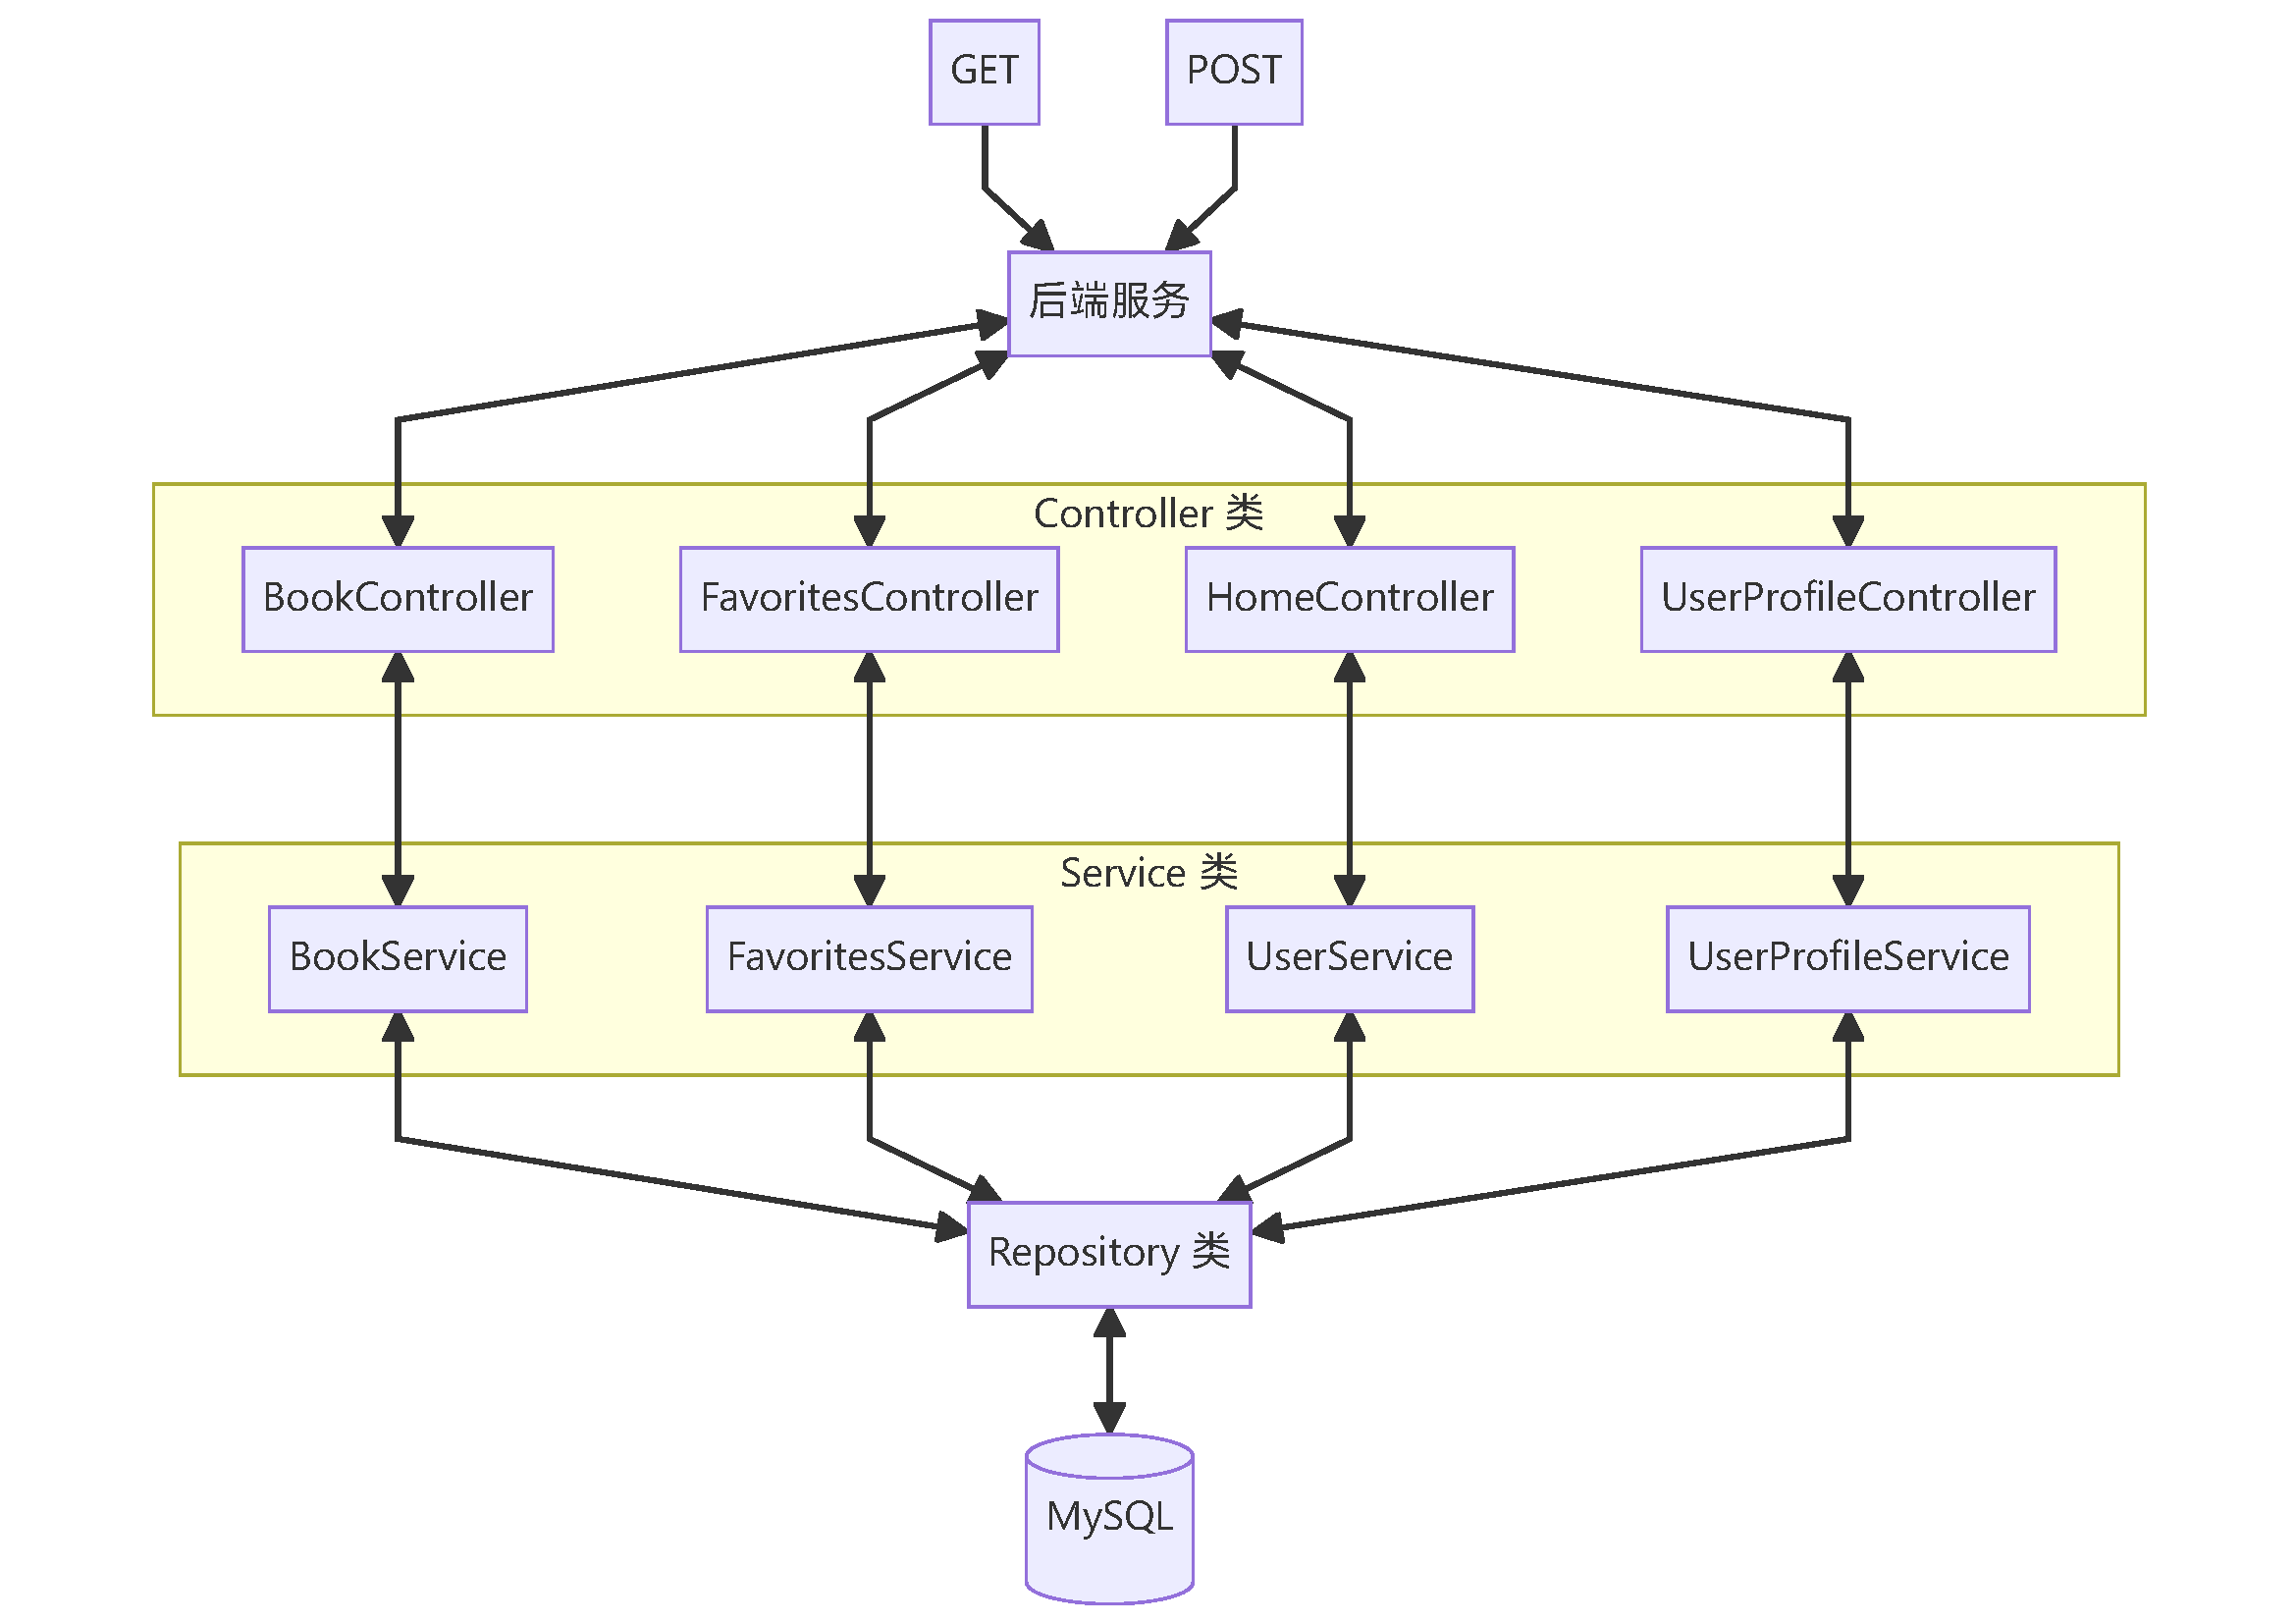 GET
POST
后端服务
Controller 类
BookController
FavoritesController
HomeController
UserProfileController
Service 类
BookService
FavoritesService
UserService
UserProfileService
Repository 类
MySQL